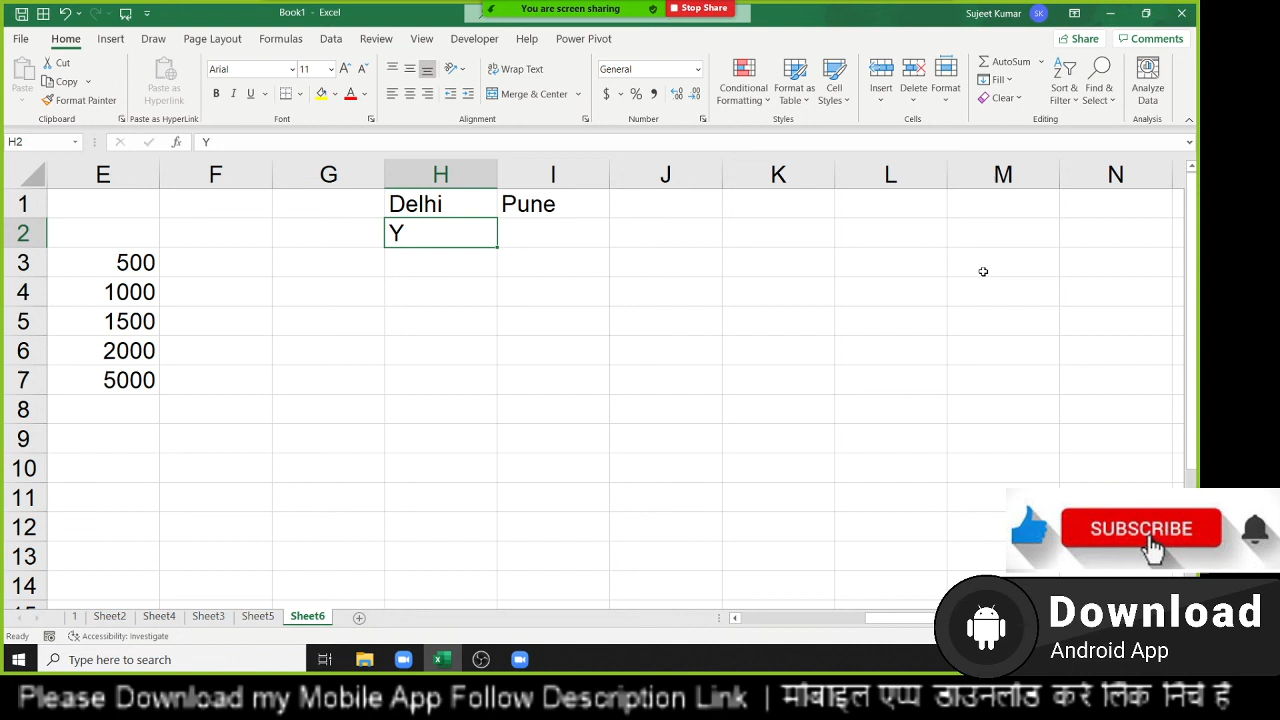 Book1 - Excel
You are screen sharing
Stop Share
Sujeet Kumar
SK
File Home Insert Draw Page Layout Formulas Data Review View Developer Help Power Pivot
Share
Comments
Paste
Cut
Copy
Format Painter
Clipboard
Paste as
Hyperlink
Paste as HyperLink
Arial
11
B I U
Font
Wrap Text
Merge & Center
Alignment
General
$ % ,
Number
Conditional
Formatting
Format as
Table
Cell
Styles
Styles
Insert
Delete
Format
Cells
AutoSum
Fill
Clear
Sort &
Filter
Find &
Select
Editing
Analyze
Data
Analysis
H2
fx
Y
E F G H I J K L M N
1 Delhi Pune
2 Y
3 500
4 1000
5 1500
6 2000
7 5000
8
9
10
11
12
13
14
1 Sheet2 Sheet4 Sheet3 Sheet5 Sheet6
Ready
Accessibility: Investigate
Type here to search
SUBSCRIBE
Download
Android App
Please Download my Mobile App Follow Description Link | मोबाइल एप्प डाउनलोड करे लिंक निचे है